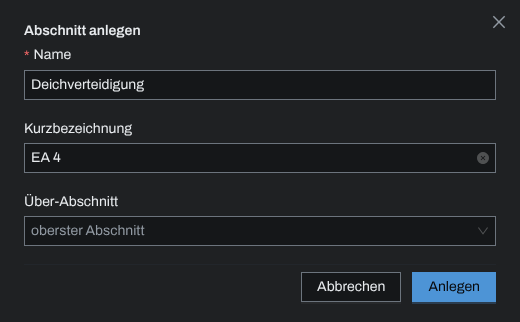 Abschnitt anlegen
* Name
Deichverteidigung
Kurzbezeichnung
EA 4
Über-Abschnitt
oberster Abschnitt
Abbrechen Anlegen